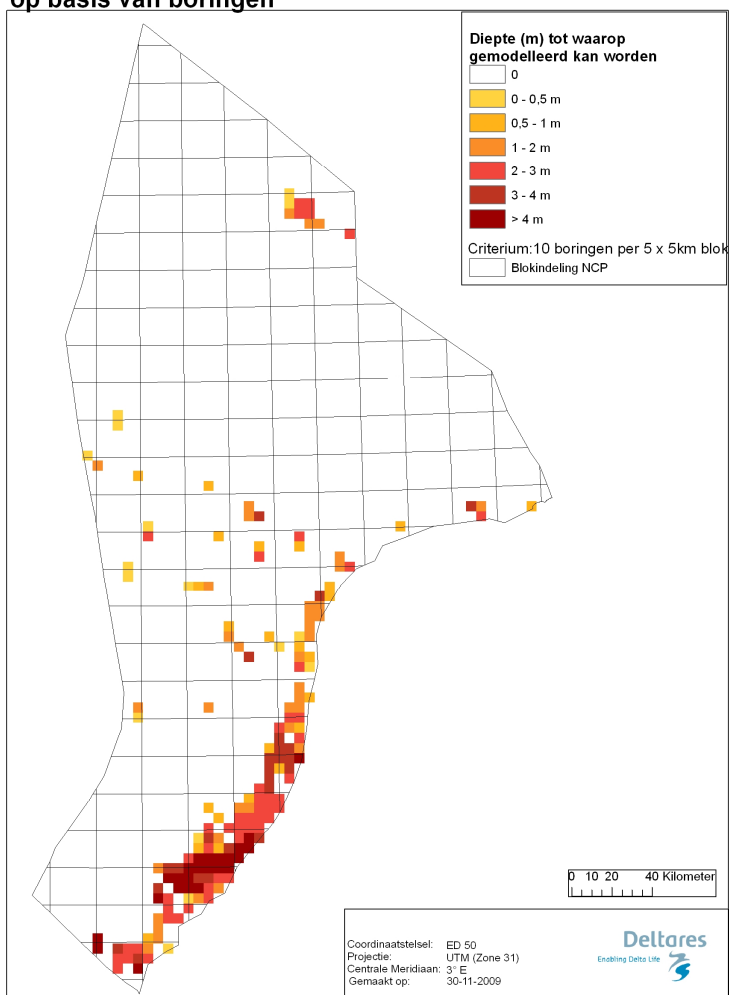 op basis van boringen
Diepte (m) tot waarop
gemodelleerd kan worden
0
0 - 0,5 m
0,5 - 1 m
1 - 2 m
2 - 3 m
3 - 4 m
> 4 m
Criterium:10 boringen per 5 x 5km blok
Blokindeling NCP
0 10 20 40 Kilometer
Coordinaatstelsel: ED 50
Projectie: UTM (Zone 31)
Centrale Meridiaan: 3° E
Gemaakt op: 30-11-2009
Deltares
Enabling Delta Life